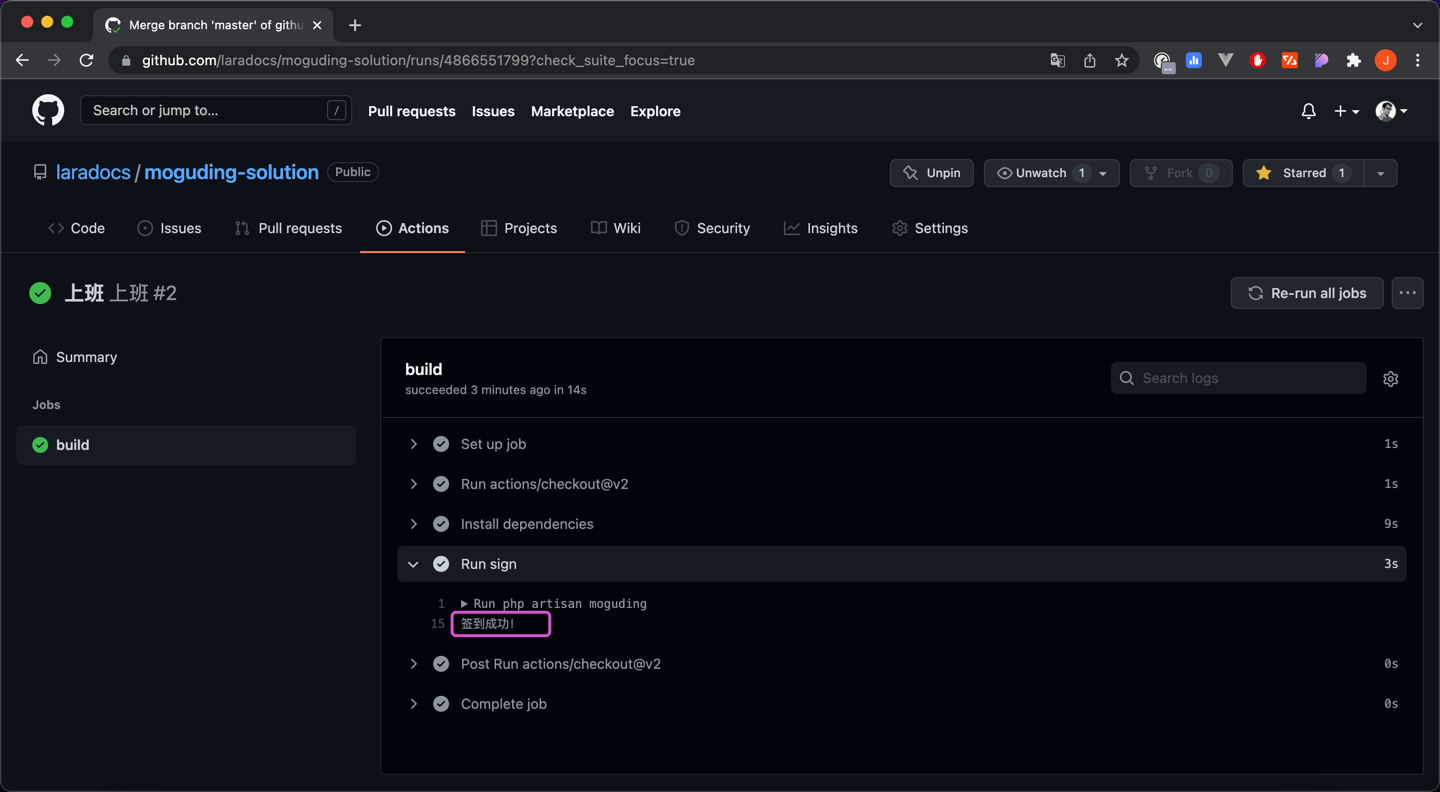 Merge branch 'master' of githu
github.com/laradocs/moguding-solution/runs/4866551799?check_suite_focus=true
J
Search or jump to...
/
Pull requests
Issues
Marketplace
Explore
laradocs / moguding-solution
Public
Unpin
Unwatch 1
Fork 0
Starred 1
Code
Issues
Pull requests
Actions
Projects
Wiki
Security
Insights
Settings
上班 上班 #2
Re-run all jobs
Summary
Jobs
build
build
succeeded 3 minutes ago in 14s
Search logs
Set up job 1s
Run actions/checkout@v2 1s
Install dependencies 9s
Run sign 3s
1 Run php artisan moguding
15 签到成功!
Post Run actions/checkout@v2 0s
Complete job 0s